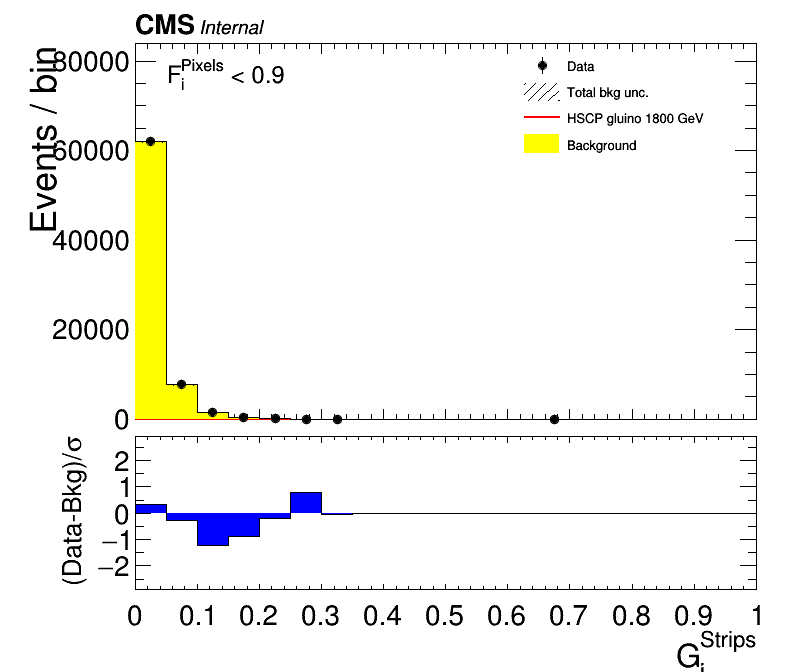 CMS Internal
F_i^Pixels < 0.9
Data
Total bkg unc.
HSCP gluino 1800 GeV
Background
Events / bin
80000
60000
40000
20000
0
(Data-Bkg)/σ
2
1
0
−1
−2
0 0.1 0.2 0.3 0.4 0.5 0.6 0.7 0.8 0.9 1
G_i^Strips